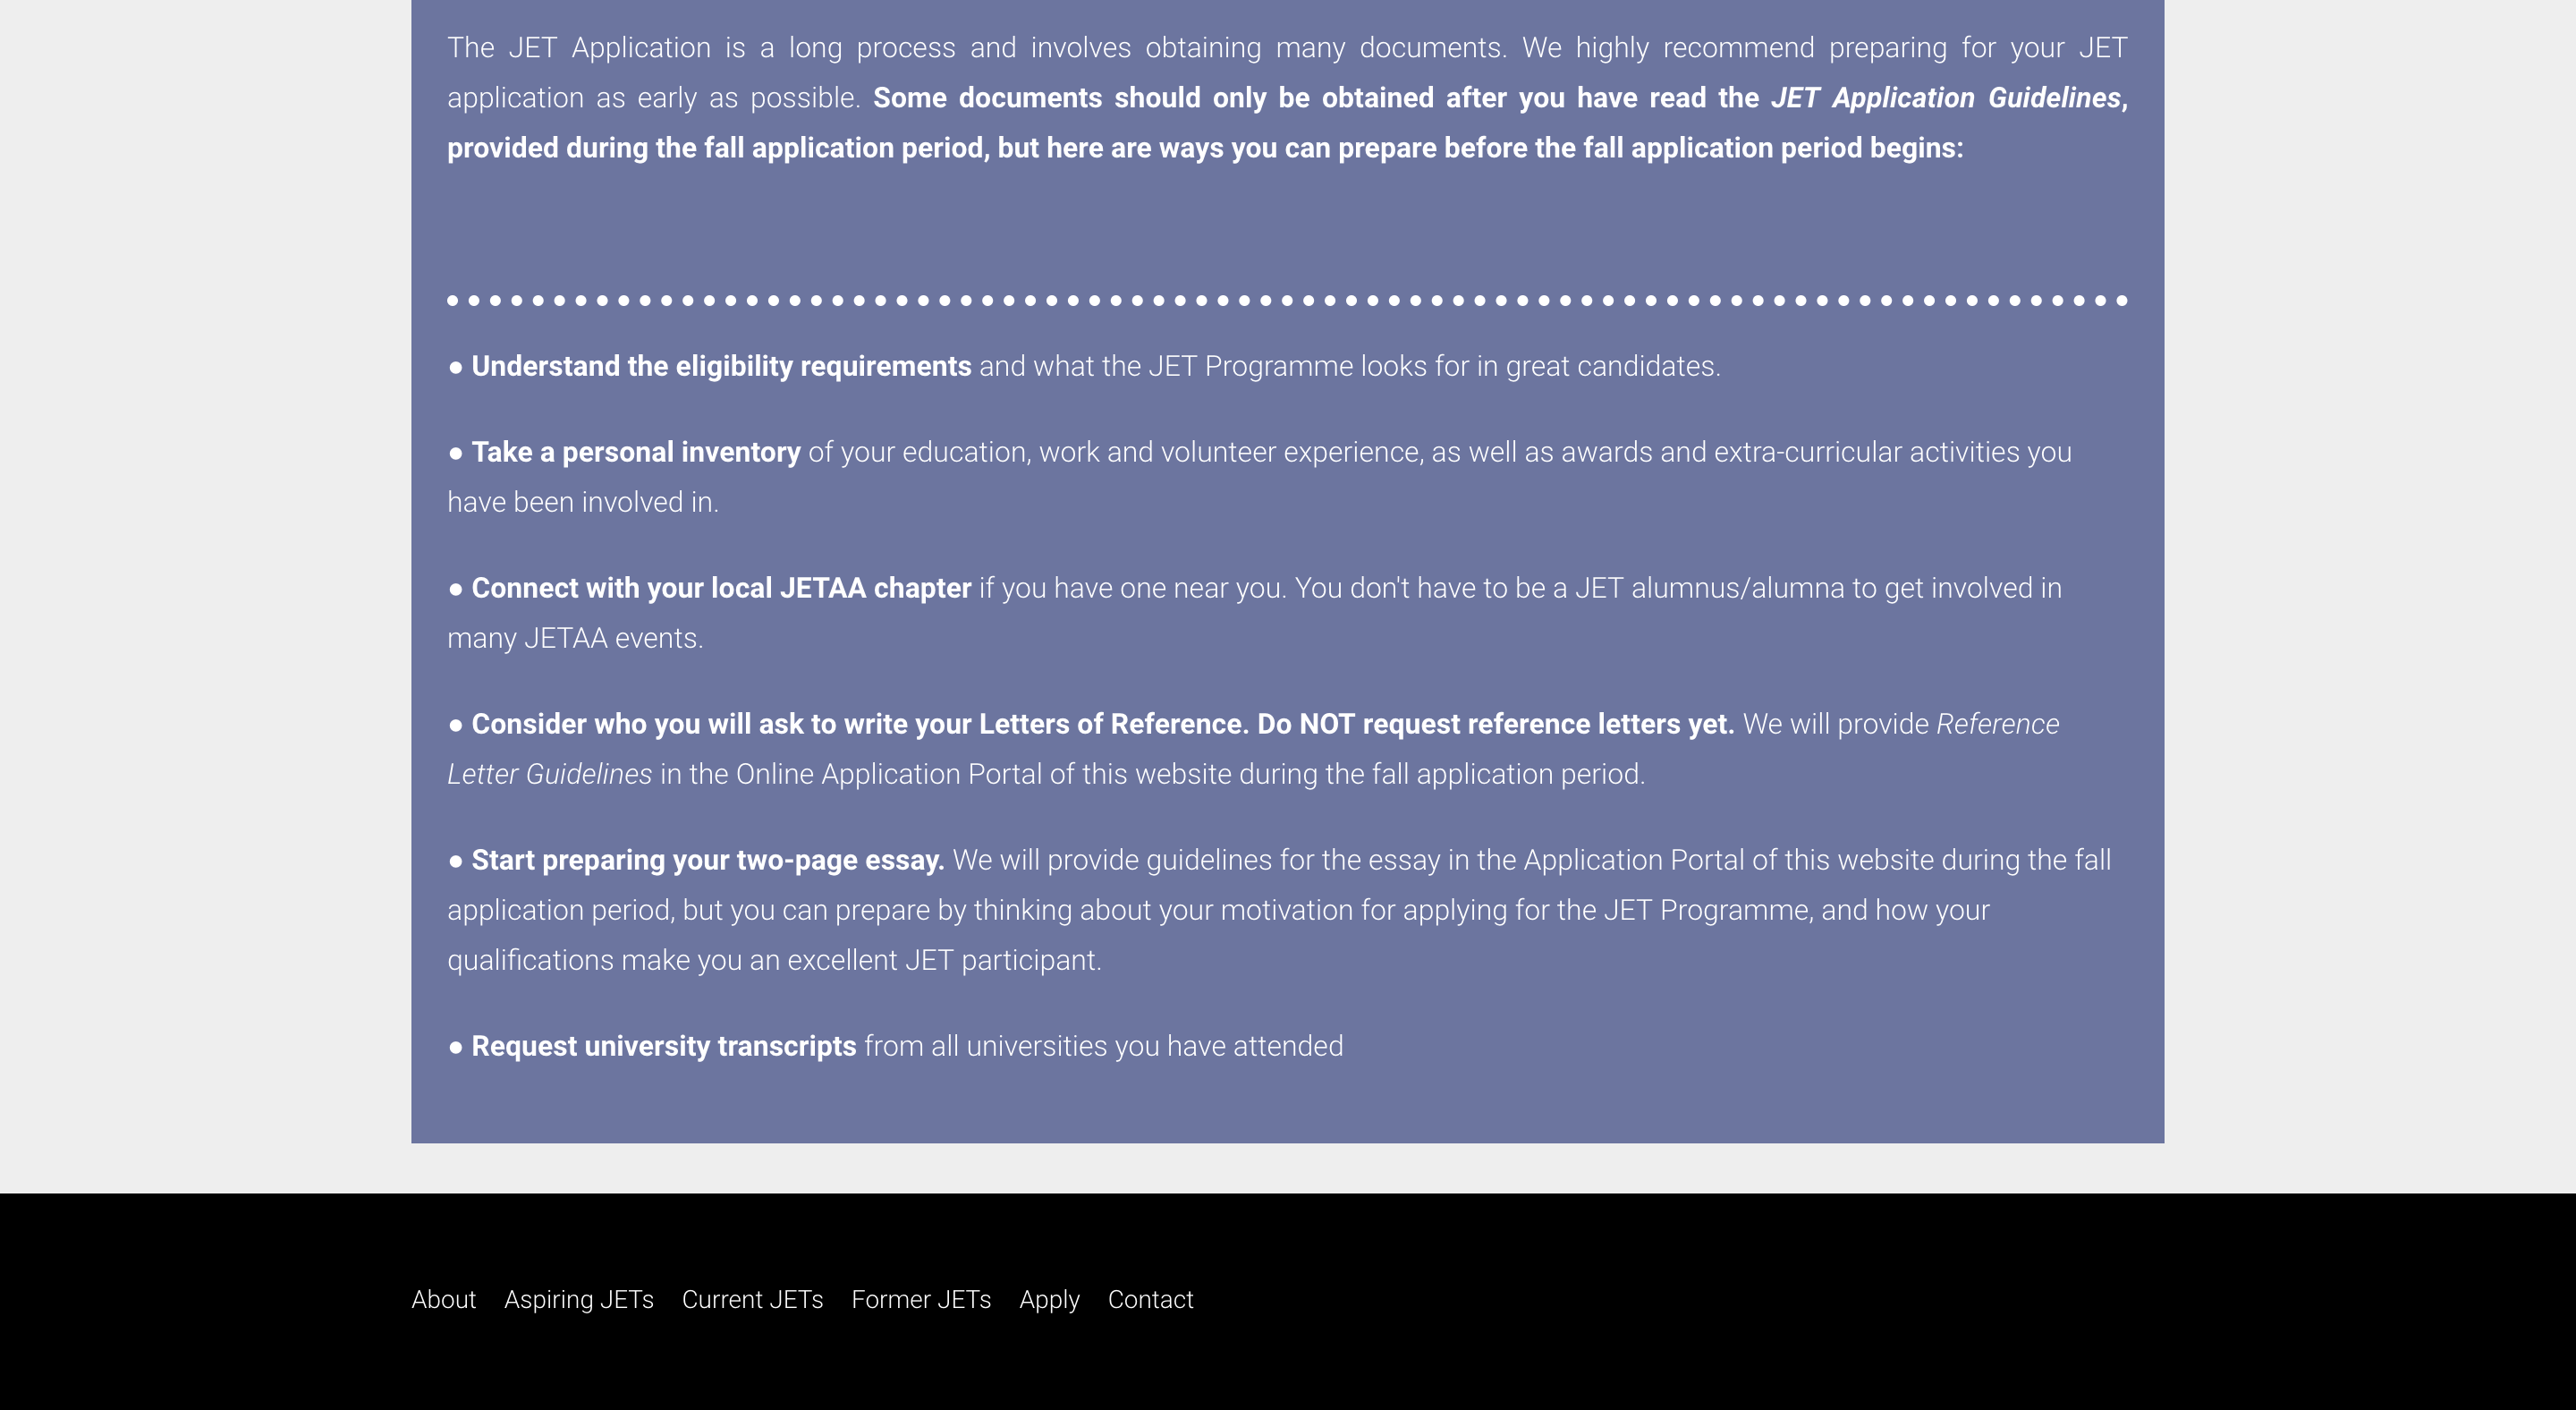 The JET Application is a long process and involves obtaining many documents. We highly recommend preparing for your JET
application as early as possible. Some documents should only be obtained after you have read the JET Application Guidelines,
provided during the fall application period, but here are ways you can prepare before the fall application period begins:
● Understand the eligibility requirements and what the JET Programme looks for in great candidates.
● Take a personal inventory of your education, work and volunteer experience, as well as awards and extra-curricular activities you
have been involved in.
● Connect with your local JETAA chapter if you have one near you. You don't have to be a JET alumnus/alumna to get involved in
many JETAA events.
● Consider who you will ask to write your Letters of Reference. Do NOT request reference letters yet. We will provide Reference
Letter Guidelines in the Online Application Portal of this website during the fall application period.
● Start preparing your two-page essay. We will provide guidelines for the essay in the Application Portal of this website during the fall
application period, but you can prepare by thinking about your motivation for applying for the JET Programme, and how your
qualifications make you an excellent JET participant.
● Request university transcripts from all universities you have attended
About Aspiring JETs Current JETs Former JETs Apply Contact